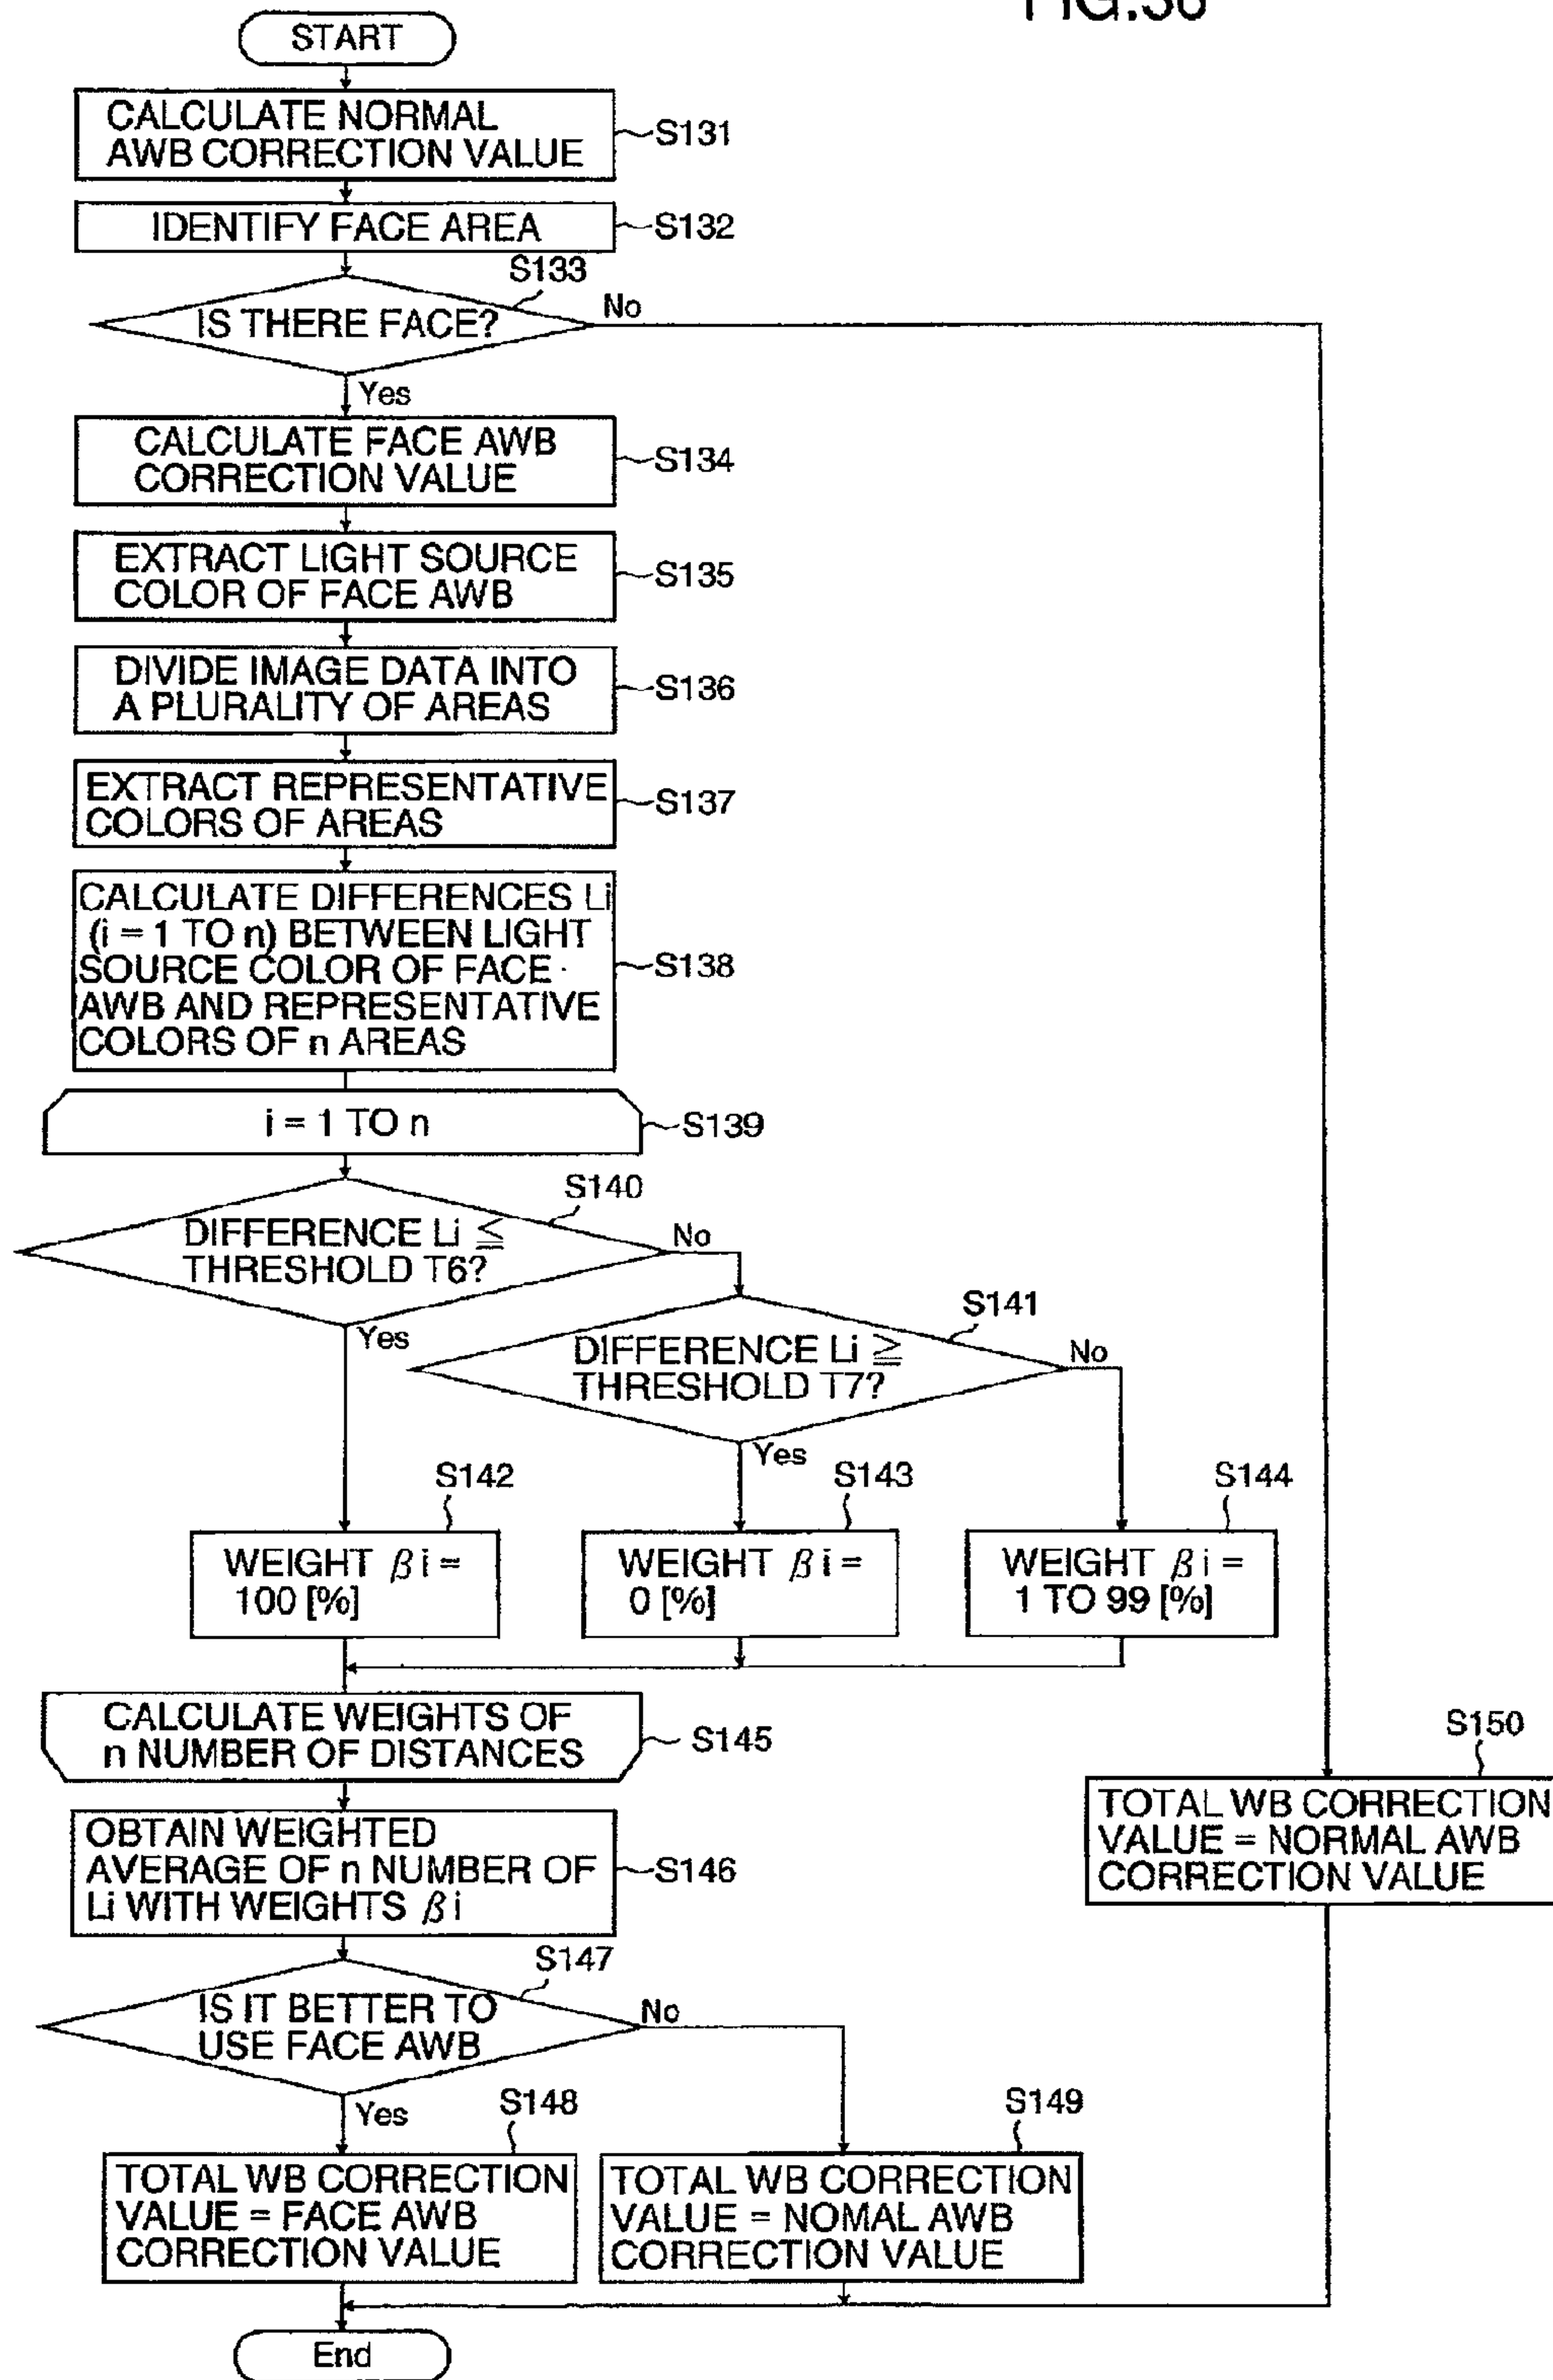 FIG.36
START
CALCULATE NORMAL
AWB CORRECTION VALUE
S131
IDENTIFY FACE AREA
S132
S133
IS THERE FACE?
No
Yes
CALCULATE FACE AWB
CORRECTION VALUE
S134
EXTRACT LIGHT SOURCE
COLOR OF FACE AWB
S135
DIVIDE IMAGE DATA INTO
A PLURALITY OF AREAS
S136
EXTRACT REPRESENTATIVE
COLORS OF AREAS
S137
CALCULATE DIFFERENCES Li
(i = 1 TO n) BETWEEN LIGHT
SOURCE COLOR OF FACE
AWB AND REPRESENTATIVE
COLORS OF n AREAS
S138
i = 1 TO n
S139
S140
DIFFERENCE Li ≦
THRESHOLD T6?
No
Yes
S141
DIFFERENCE Li ≧
THRESHOLD T7?
No
Yes
S142
WEIGHT βi =
100 [%]
S143
WEIGHT βi =
0 [%]
S144
WEIGHT βi =
1 TO 99 [%]
CALCULATE WEIGHTS OF
n NUMBER OF DISTANCES
S145
OBTAIN WEIGHTED
AVERAGE OF n NUMBER OF
Li WITH WEIGHTS βi
S146
S147
IS IT BETTER TO
USE FACE AWB
No
Yes
S148
TOTAL WB CORRECTION
VALUE = FACE AWB
CORRECTION VALUE
S149
TOTAL WB CORRECTION
VALUE = NOMAL AWB
CORRECTION VALUE
S150
TOTAL WB CORRECTION
VALUE = NORMAL AWB
CORRECTION VALUE
End